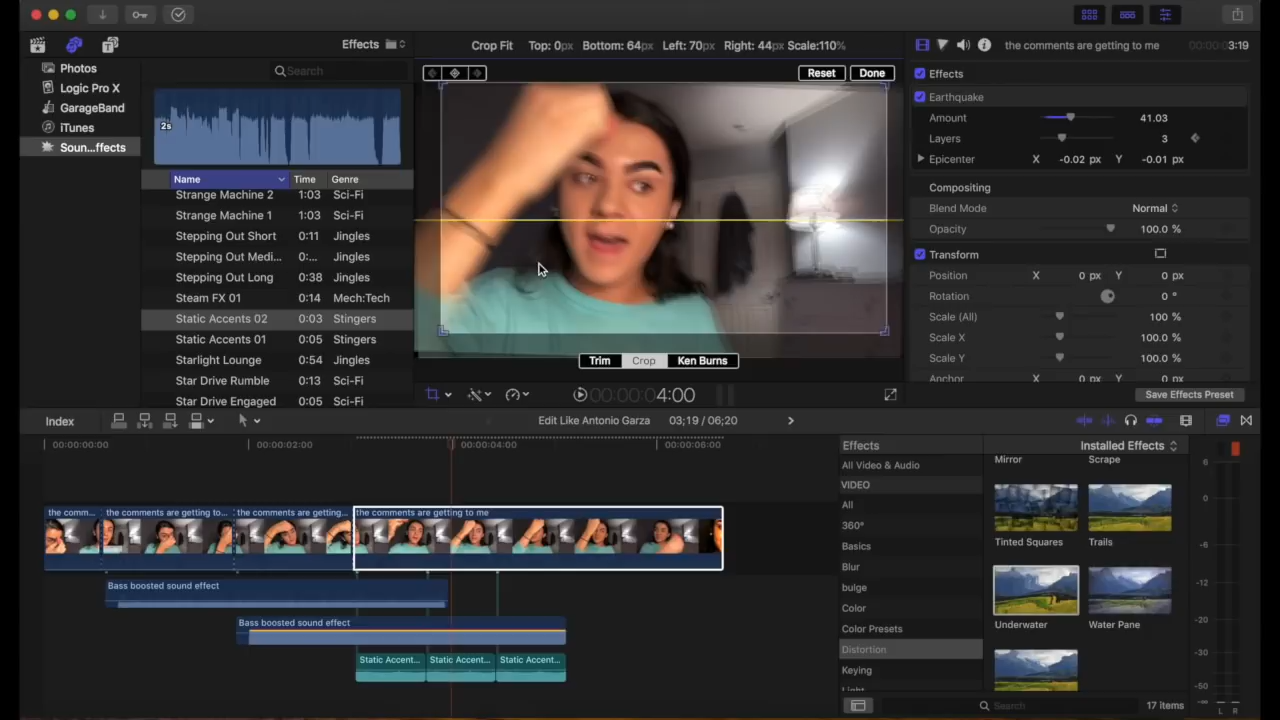 Effects
Search
Crop Fit Top: 0px Bottom: 64px Left: 70px Right: 44px Scale:110%
the comments are getting to me
3:19
Photos
Logic Pro X
GarageBand
iTunes
Soun...ffects
2s
Name Time Genre
Strange Machine 2 1:03 Sci-Fi
Strange Machine 1 1:03 Sci-Fi
Stepping Out Short 0:11 Jingles
Stepping Out Medi... 0:... Jingles
Stepping Out Long 0:38 Jingles
Steam FX 01 0:14 Mech:Tech
Static Accents 02 0:03 Stingers
Static Accents 01 0:05 Stingers
Starlight Lounge 0:54 Jingles
Star Drive Rumble 0:13 Sci-Fi
Star Drive Engaged 0:05 Sci-Fi
Reset Done
Trim Crop Ken Burns
00:00:00:04:00
Effects
Earthquake
Amount 41.03
Layers 3
Epicenter X -0.02 px Y -0.01 px
Compositing
Blend Mode Normal
Opacity 100.0 %
Transform
Position X 0 px Y 0 px
Rotation 0 °
Scale (All) 100 %
Scale X 100.0 %
Scale Y 100.0 %
Anchor X 0 px Y 0 px
Save Effects Preset
Index
Edit Like Antonio Garza 03;19 / 06;20
00:00:00:00 00:00:02:00 00:00:04:00 00:00:06:00
the comm... the comments are getting to... the comments are getting... the comments are getting to me
Bass boosted sound effect
Bass boosted sound effect
Static Accent... Static Accent... Static Accent...
Effects Installed Effects
All Video & Audio
VIDEO
All
360°
Basics
Blur
bulge
Color
Color Presets
Distortion
Keying
Light
Mirror Scrape
Tinted Squares Trails
Underwater Water Pane
Search 17 items
6
0
-6
-12
-20
-30
-50
-∞
L R